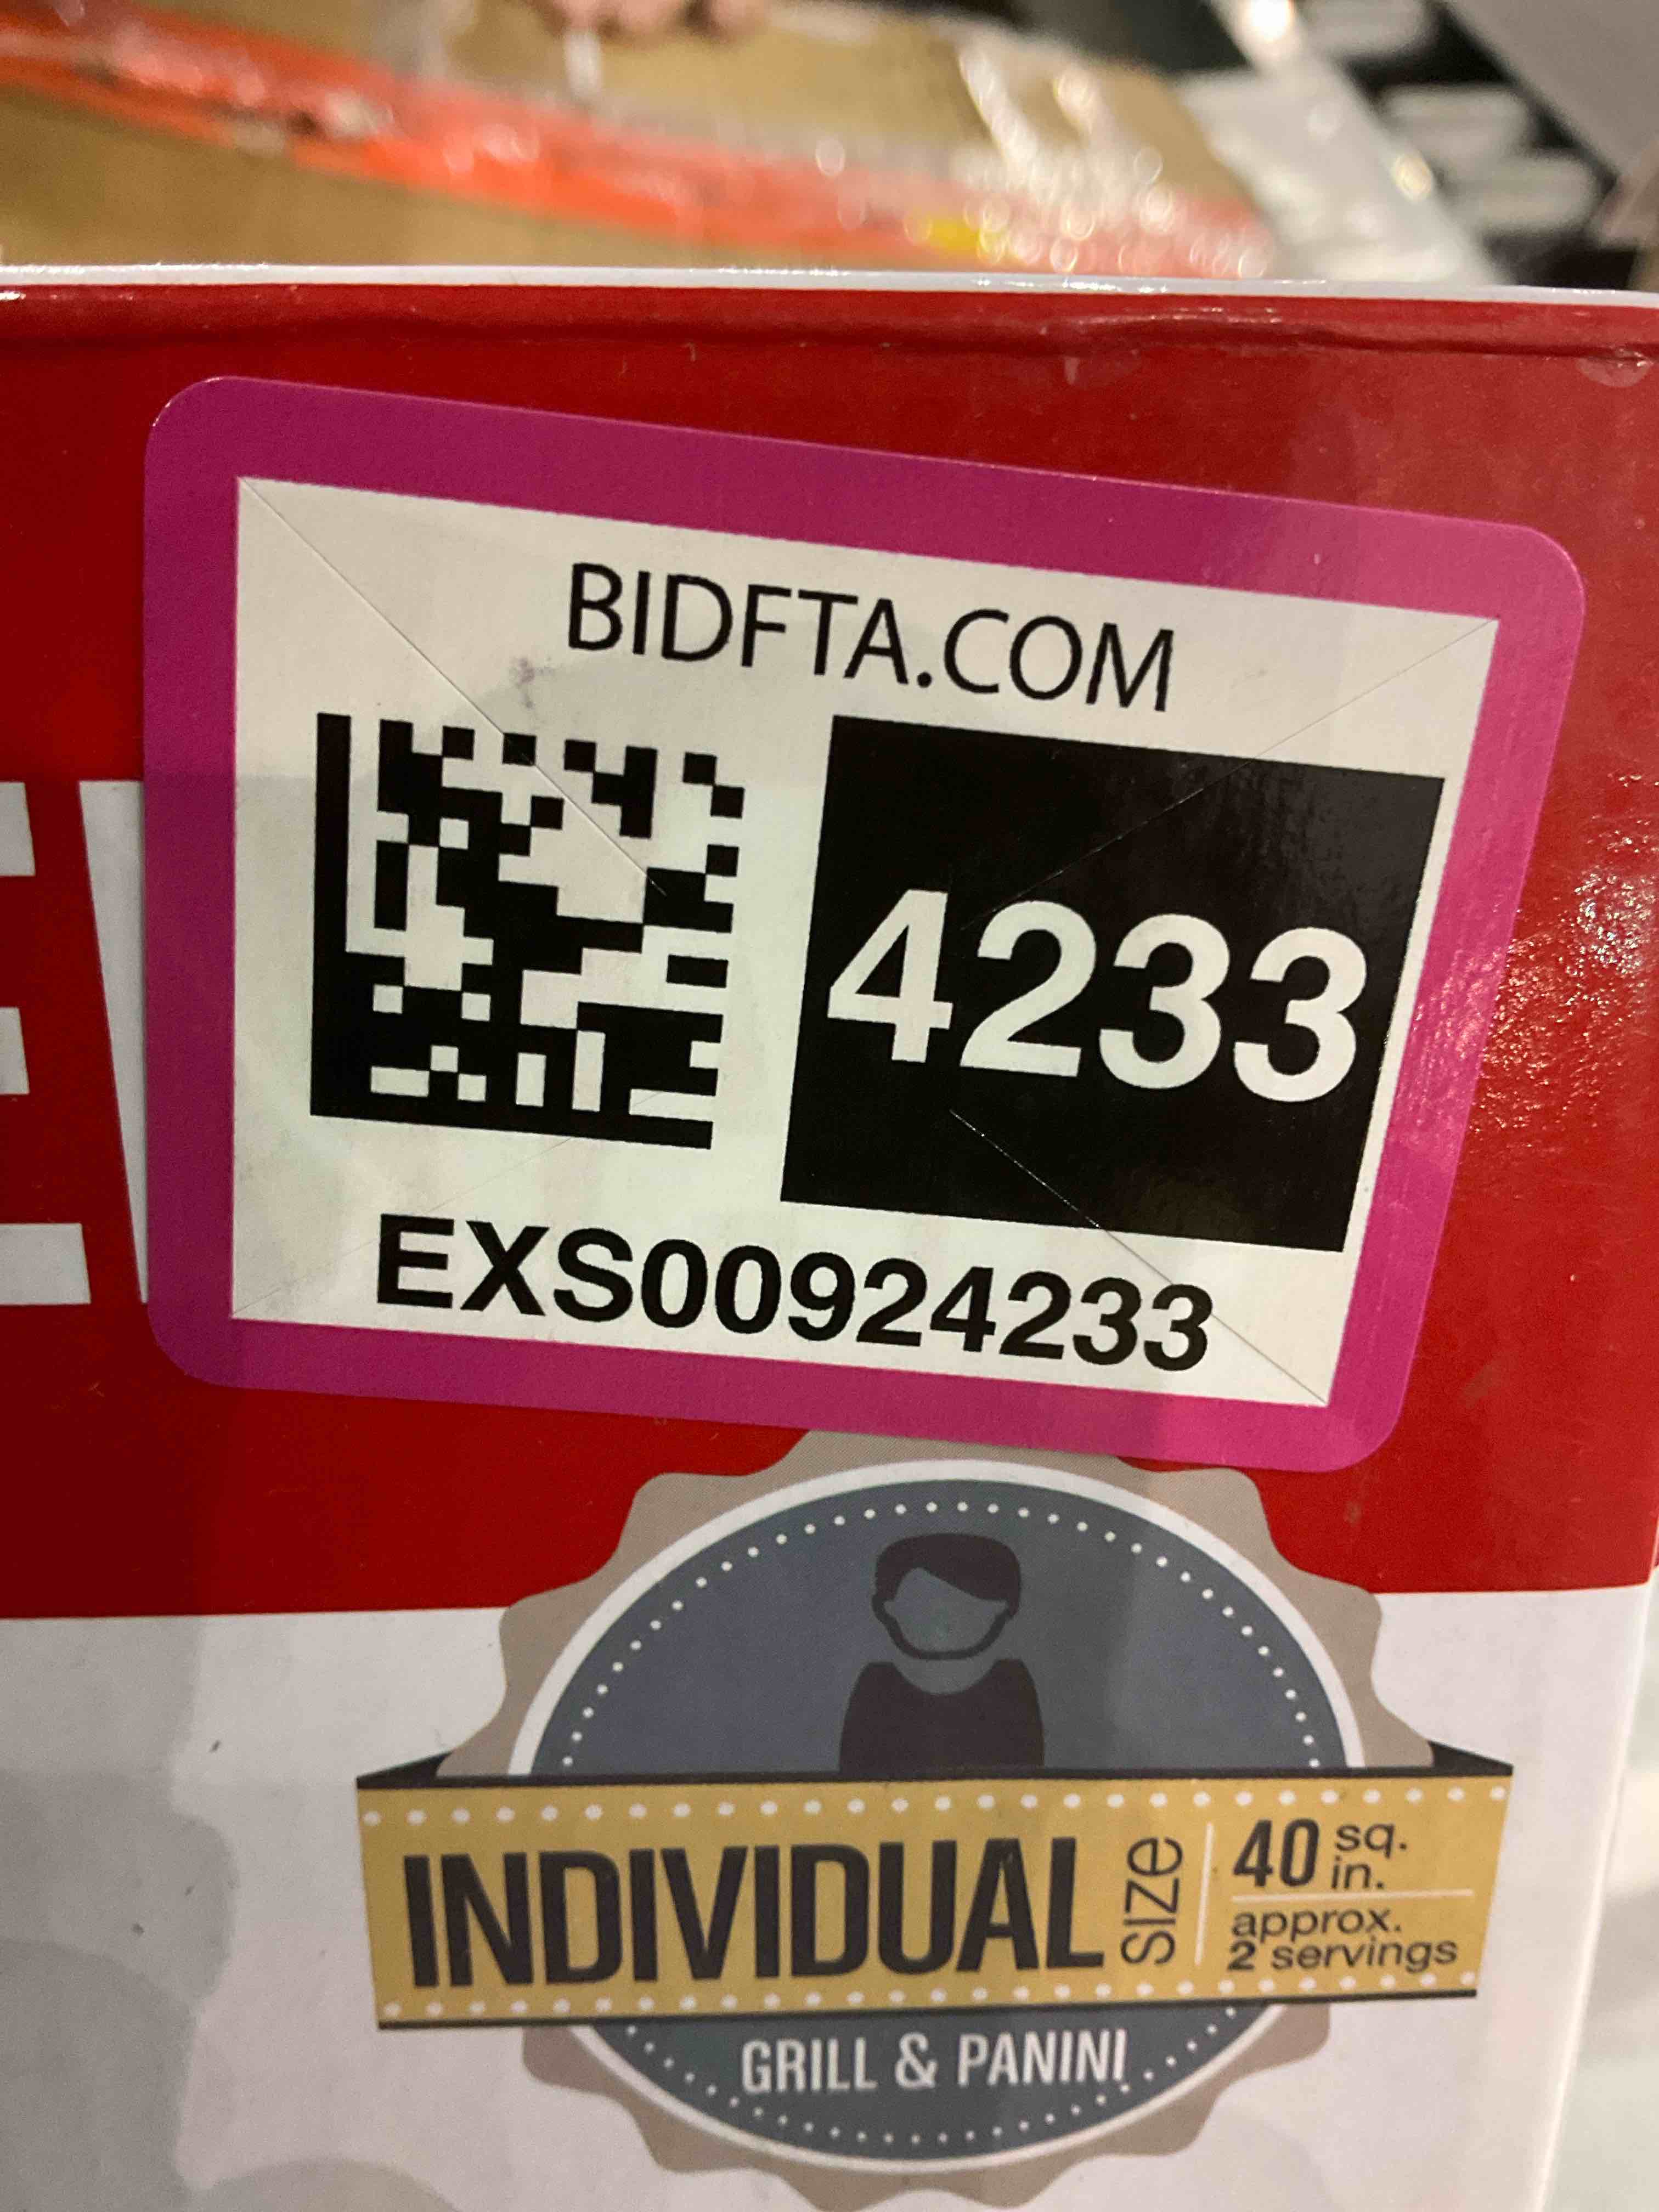 BIDFTA.COM
4233
EXS00924233
INDIVIDUAL SIZE
40 sq. in.
approx.
2 servings
GRILL & PANINI